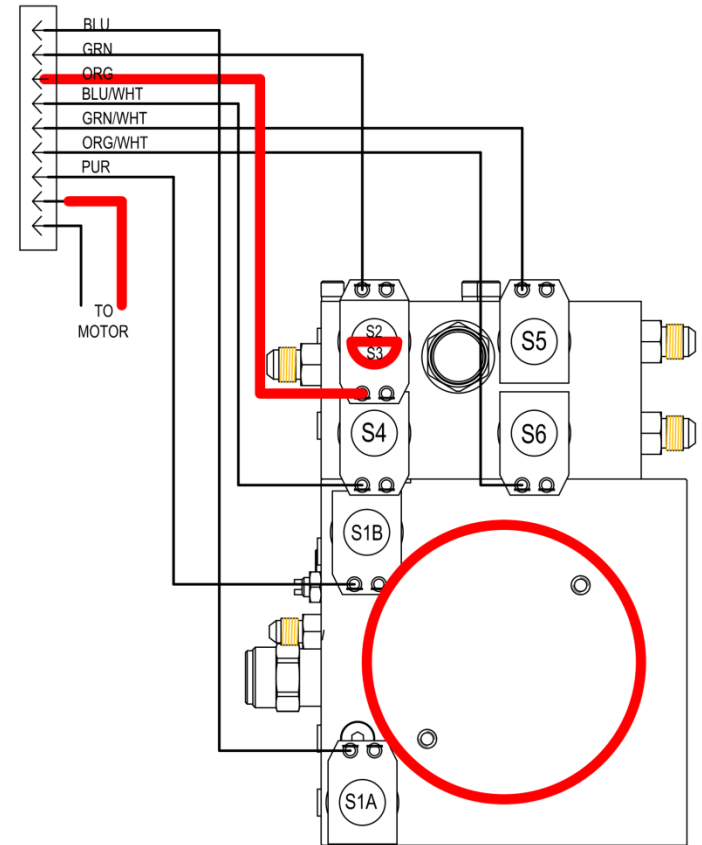 BLU
GRN
ORG
BLU/WHT
GRN/WHT
ORG/WHT
PUR
TO
MOTOR
S2
S3
S5
S4
S6
S1B
S1A